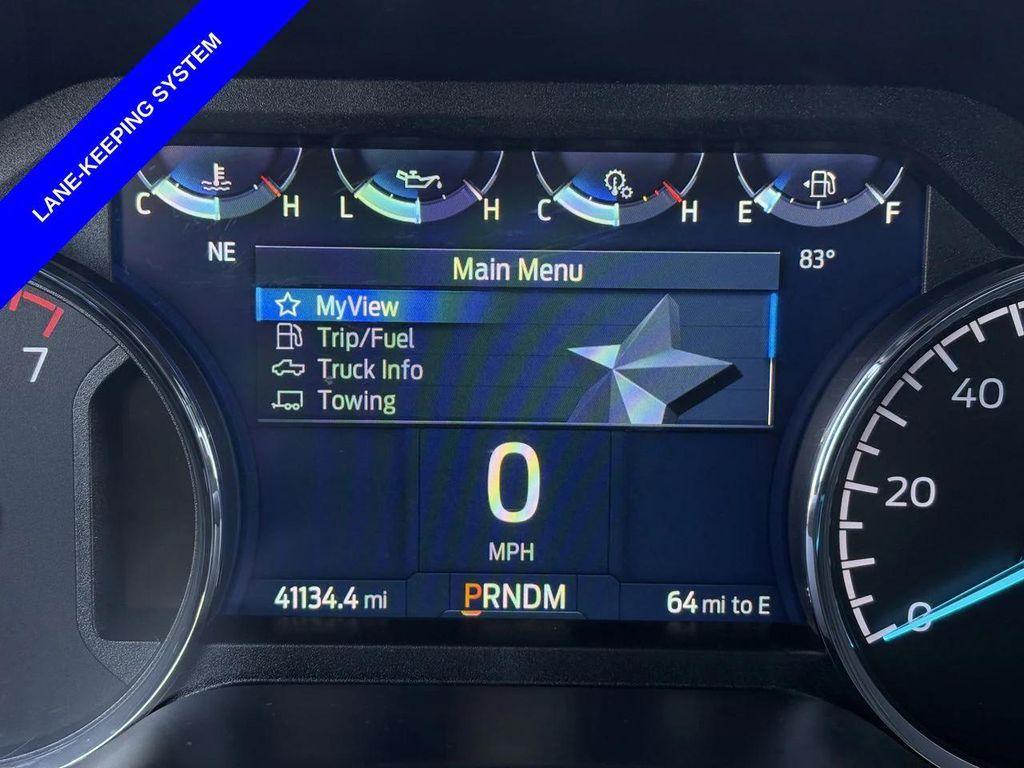 LANE-KEEPING SYSTEM
C H L H C H E F
NE
83°
Main Menu
MyView
Trip/Fuel
Truck Info
Towing
7
40
20
0
0
MPH
41134.4 mi
PRNDM
64 mi to E